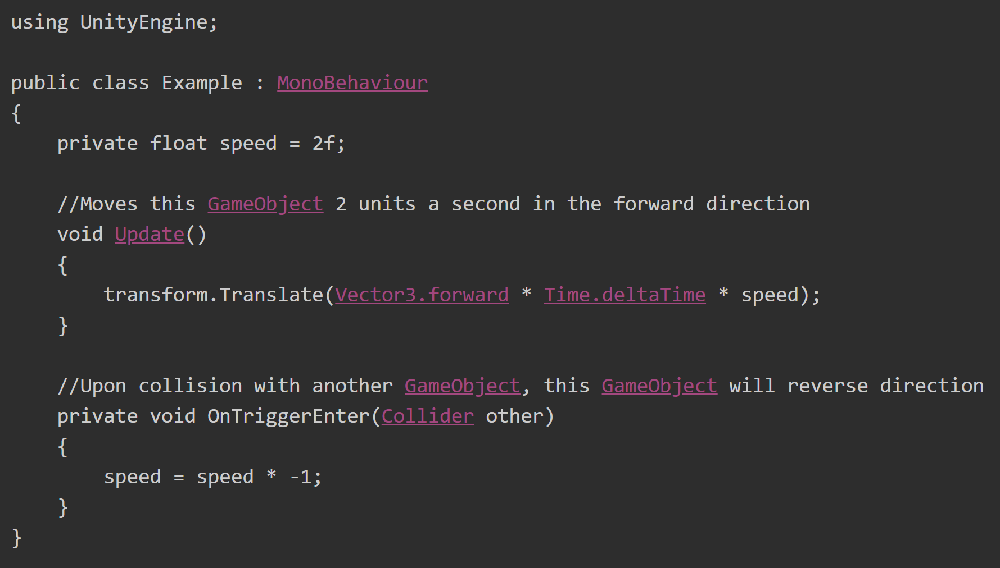 using UnityEngine;
public class Example : MonoBehaviour
{
private float speed = 2f;
//Moves this GameObject 2 units a second in the forward direction
void Update()
{
transform.Translate(Vector3.forward * Time.deltaTime * speed);
}
//Upon collision with another GameObject, this GameObject will reverse direction
private void OnTriggerEnter(Collider other)
{
speed = speed * -1;
}
}